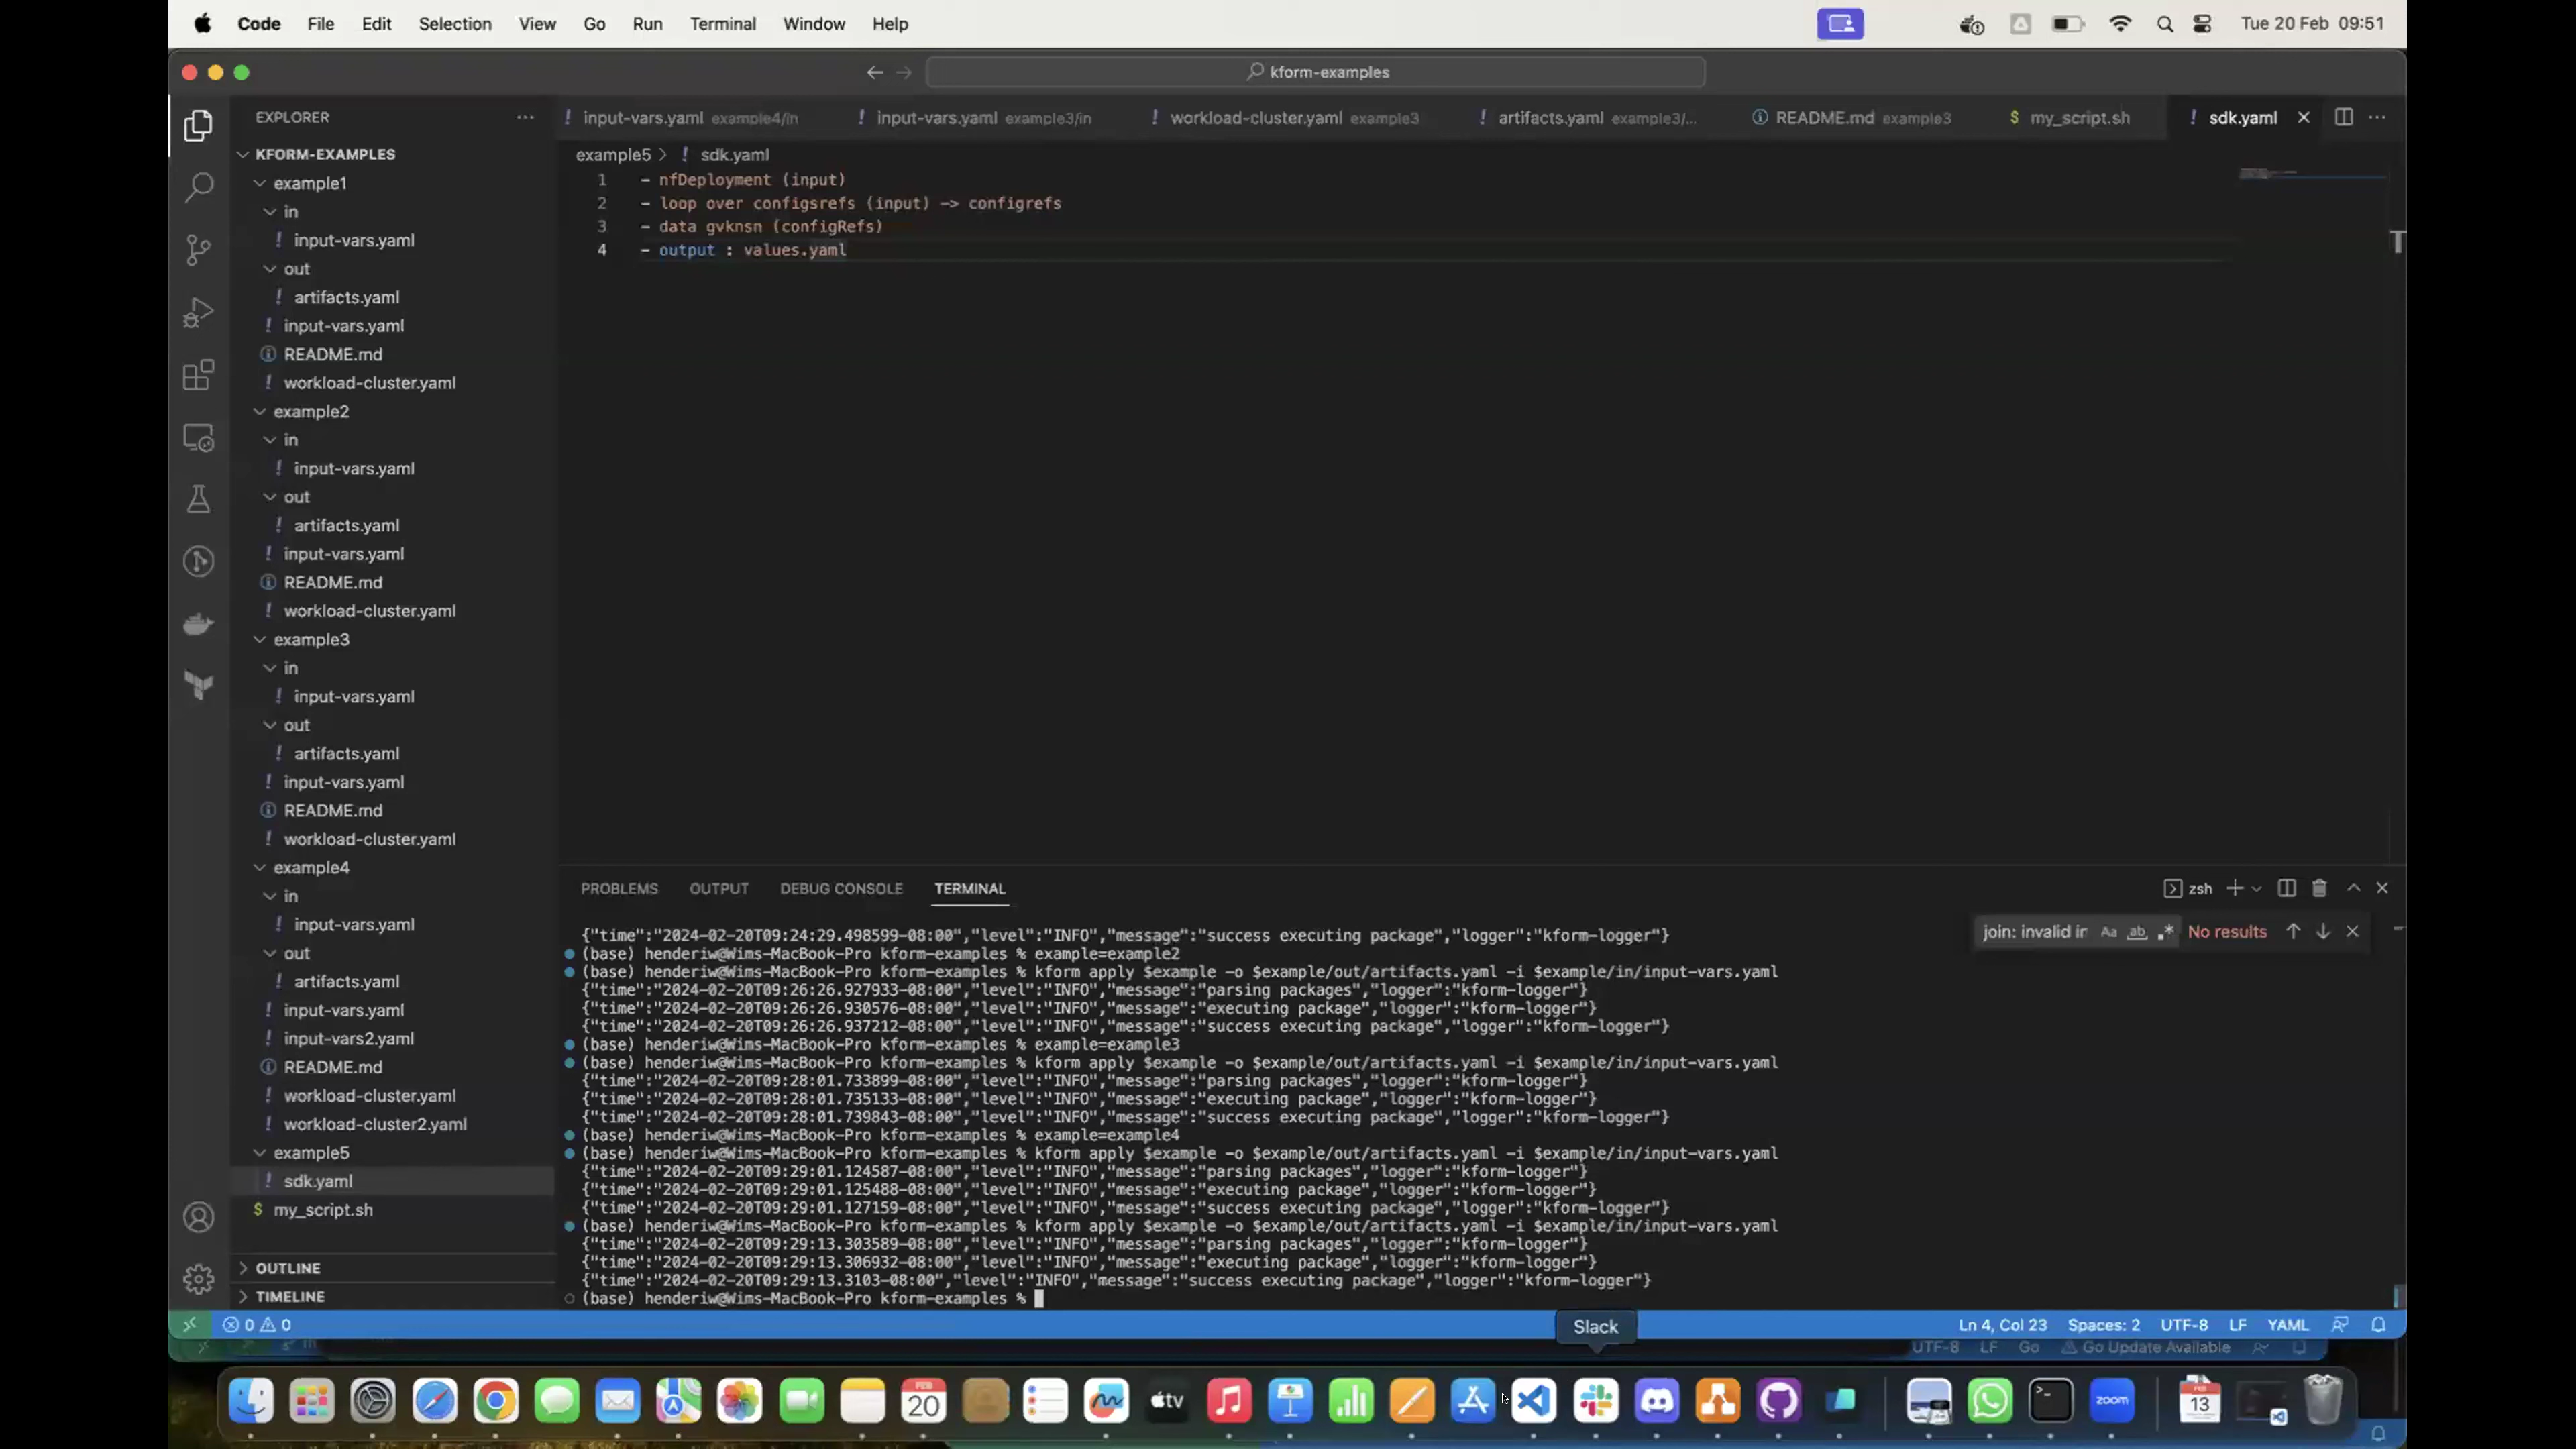 Code File Edit Selection View Go Run Terminal Window Help
Tue 20 Feb 09:51
kform-examples
EXPLORER
input-vars.yaml example4/in
input-vars.yaml example3/in
workload-cluster.yaml example3
artifacts.yaml example3/...
README.md example3
my_script.sh
sdk.yaml
KFORM-EXAMPLES
example1
in
input-vars.yaml
out
artifacts.yaml
input-vars.yaml
README.md
workload-cluster.yaml
example2
in
input-vars.yaml
out
artifacts.yaml
input-vars.yaml
README.md
workload-cluster.yaml
example3
in
input-vars.yaml
out
artifacts.yaml
input-vars.yaml
README.md
workload-cluster.yaml
example4
in
input-vars.yaml
out
artifacts.yaml
input-vars.yaml
input-vars2.yaml
README.md
workload-cluster.yaml
workload-cluster2.yaml
example5
sdk.yaml
my_script.sh
OUTLINE
TIMELINE
example5 > ! sdk.yaml
1 - nfDeployment (input)
2 - loop over configsrefs (input) -> configrefs
3 - data gvknsn (configRefs)
4 - output : values.yaml
PROBLEMS OUTPUT DEBUG CONSOLE TERMINAL
zsh
join: invalid in Aa ab No results
{"time":"2024-02-20T09:24:29.498599-08:00","level":"INFO","message":"success executing package","logger":"kform-logger"}
(base) henderiw@Wims-MacBook-Pro kform-examples % example=example2
(base) henderiw@Wims-MacBook-Pro kform-examples % kform apply $example -o $example/out/artifacts.yaml -i $example/in/input-vars.yaml
{"time":"2024-02-20T09:26:26.927933-08:00","level":"INFO","message":"parsing packages","logger":"kform-logger"}
{"time":"2024-02-20T09:26:26.930576-08:00","level":"INFO","message":"executing package","logger":"kform-logger"}
{"time":"2024-02-20T09:26:26.937212-08:00","level":"INFO","message":"success executing package","logger":"kform-logger"}
(base) henderiw@Wims-MacBook-Pro kform-examples % example=example3
(base) henderiw@Wims-MacBook-Pro kform-examples % kform apply $example -o $example/out/artifacts.yaml -i $example/in/input-vars.yaml
{"time":"2024-02-20T09:28:01.733899-08:00","level":"INFO","message":"parsing packages","logger":"kform-logger"}
{"time":"2024-02-20T09:28:01.735133-08:00","level":"INFO","message":"executing package","logger":"kform-logger"}
{"time":"2024-02-20T09:28:01.739843-08:00","level":"INFO","message":"success executing package","logger":"kform-logger"}
(base) henderiw@Wims-MacBook-Pro kform-examples % example=example4
(base) henderiw@Wims-MacBook-Pro kform-examples % kform apply $example -o $example/out/artifacts.yaml -i $example/in/input-vars.yaml
{"time":"2024-02-20T09:29:01.124587-08:00","level":"INFO","message":"parsing packages","logger":"kform-logger"}
{"time":"2024-02-20T09:29:01.125488-08:00","level":"INFO","message":"executing package","logger":"kform-logger"}
{"time":"2024-02-20T09:29:01.127159-08:00","level":"INFO","message":"success executing package","logger":"kform-logger"}
(base) henderiw@Wims-MacBook-Pro kform-examples % kform apply $example -o $example/out/artifacts.yaml -i $example/in/input-vars.yaml
{"time":"2024-02-20T09:29:13.303589-08:00","level":"INFO","message":"parsing packages","logger":"kform-logger"}
{"time":"2024-02-20T09:29:13.306932-08:00","level":"INFO","message":"executing package","logger":"kform-logger"}
{"time":"2024-02-20T09:29:13.3103-08:00","level":"INFO","message":"success executing package","logger":"kform-logger"}
(base) henderiw@Wims-MacBook-Pro kform-examples %
0 0
Ln 4, Col 23 Spaces: 2 UTF-8 LF YAML
Slack
UTF-8 LF Go Go Update Available
FEB
20
tv
zoom
FEB
13